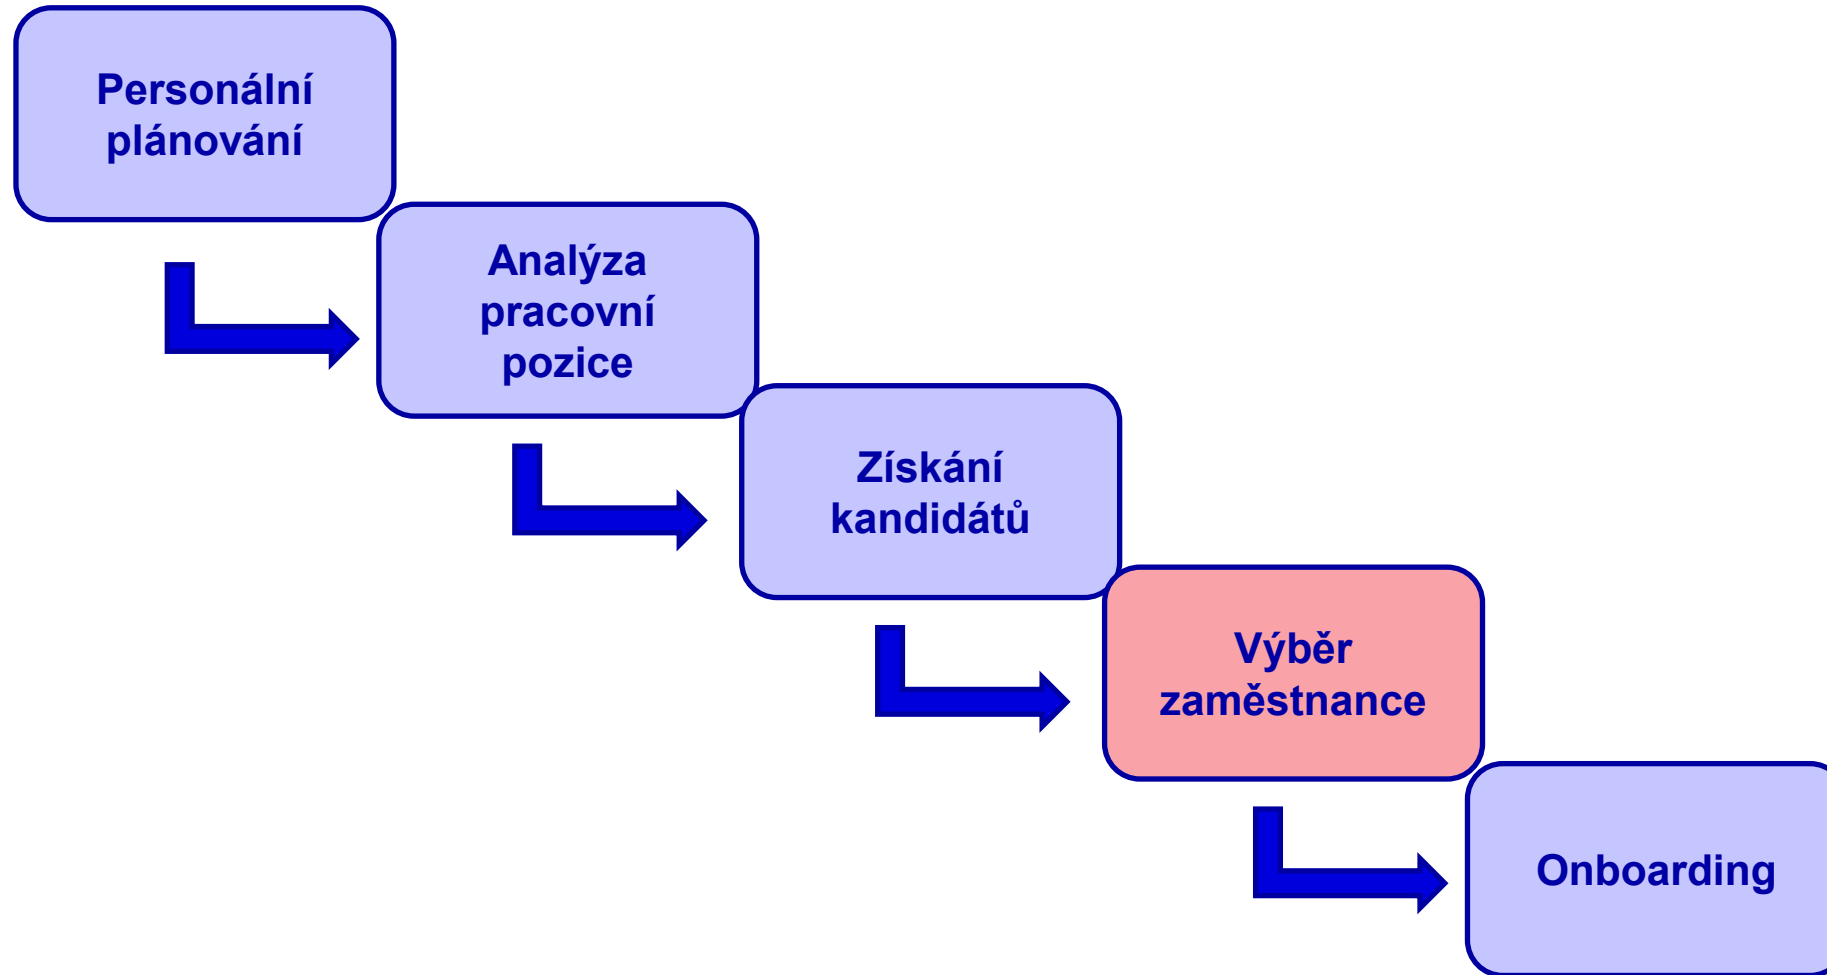 Personální
plánování
Analýza
pracovní
pozice
Získání
kandidátů
Výběr
zaměstnance
Onboarding